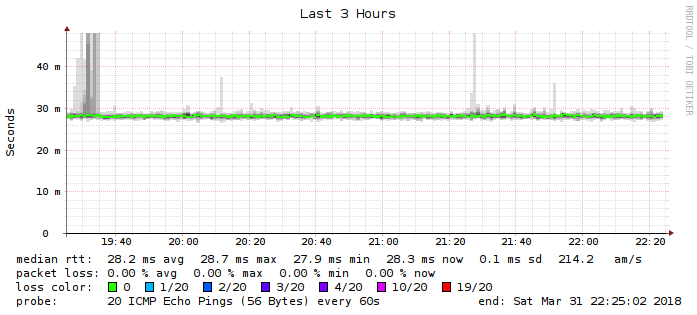 Last 3 Hours
RRDTOOL / TOBI OETIKER
Seconds
40 m
30 m
20 m
10 m
0
19:40 20:00 20:20 20:40 21:00 21:20 21:40 22:00 22:20
median rtt: 28.2 ms avg 28.7 ms max 27.9 ms min 28.3 ms now 0.1 ms sd 214.2 am/s
packet loss: 0.00 % avg 0.00 % max 0.00 % min 0.00 % now
loss color: 0 1/20 2/20 3/20 4/20 10/20 19/20
probe: 20 ICMP Echo Pings (56 Bytes) every 60s end: Sat Mar 31 22:25:02 2018